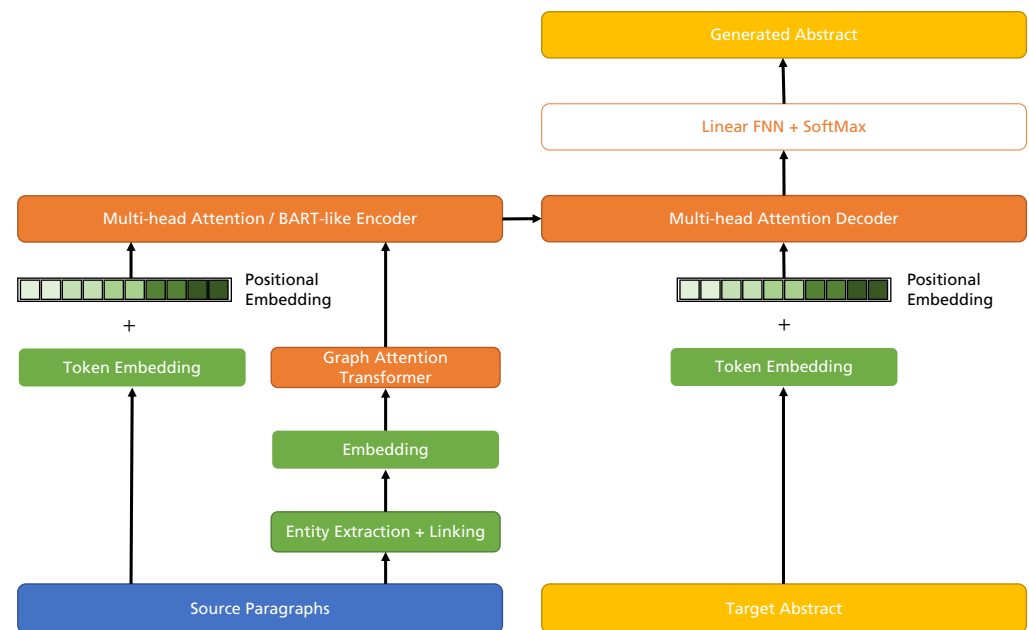 Generated Abstract
Linear FNN + SoftMax
Multi-head Attention / BART-like Encoder
Multi-head Attention Decoder
Positional
Embedding
Positional
Embedding
+
+
Token Embedding
Graph Attention
Transformer
Token Embedding
Embedding
Entity Extraction + Linking
Source Paragraphs
Target Abstract